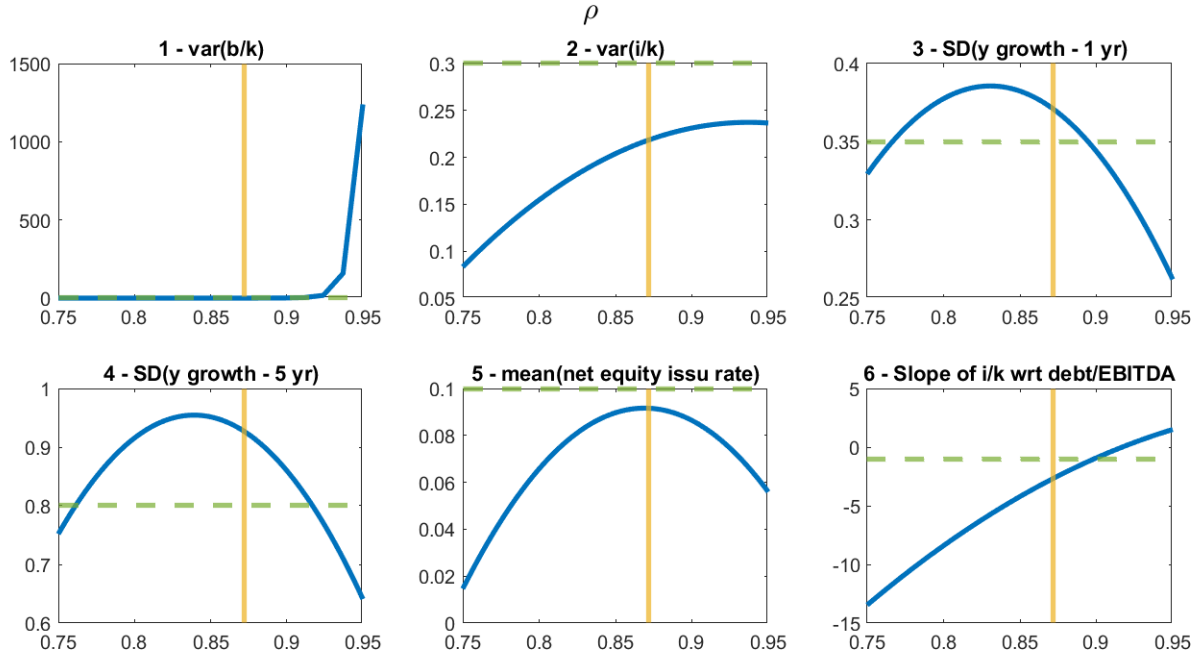 ρ
1 - var(b/k)
1500
1000
500
0
0.75 0.8 0.85 0.9 0.95
2 - var(i/k)
0.3
0.25
0.2
0.15
0.1
0.05
0.75 0.8 0.85 0.9 0.95
3 - SD(y growth - 1 yr)
0.4
0.35
0.3
0.25
0.75 0.8 0.85 0.9 0.95
4 - SD(y growth - 5 yr)
1
0.9
0.8
0.7
0.6
0.75 0.8 0.85 0.9 0.95
5 - mean(net equity issu rate)
0.1
0.08
0.06
0.04
0.02
0
0.75 0.8 0.85 0.9 0.95
6 - Slope of i/k wrt debt/EBITDA
5
0
-5
-10
-15
0.75 0.8 0.85 0.9 0.95